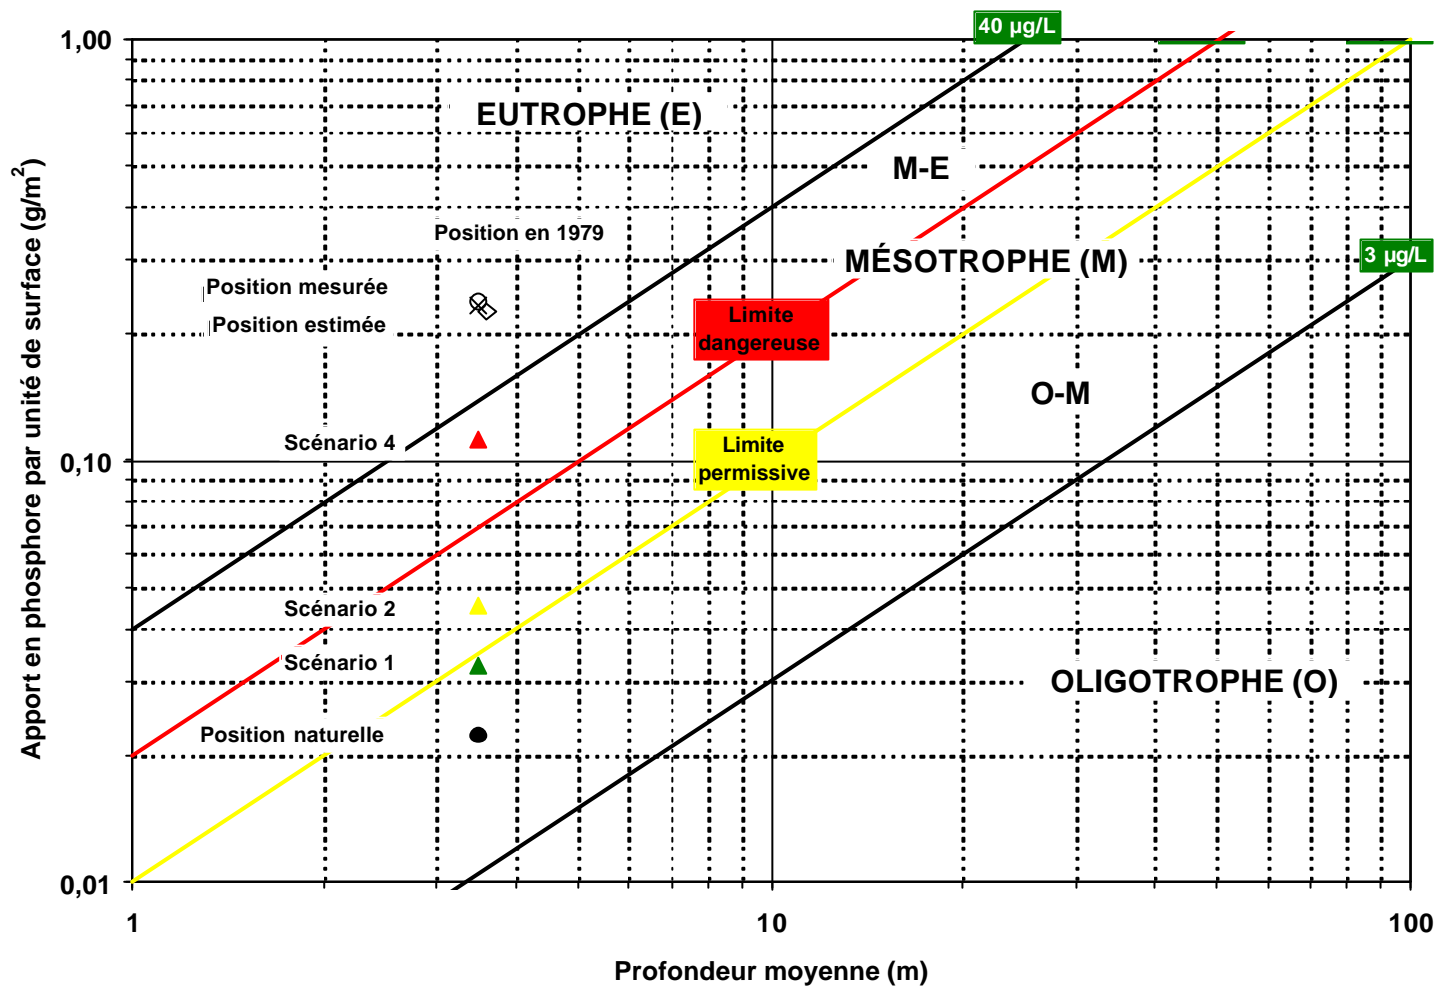 40 µg/L
1,00
EUTROPHE (E)
M-E
Position en 1979
MÉSOTROPHE (M)
3 µg/L
Position mesurée
Position estimée
Limite
dangereuse
O-M
Scénario 4
Limite
permissive
0,10
Scénario 2
Scénario 1
OLIGOTROPHE (O)
Position naturelle
0,01
1
10
100
Profondeur moyenne (m)
Apport en phosphore par unité de surface (g/m²)